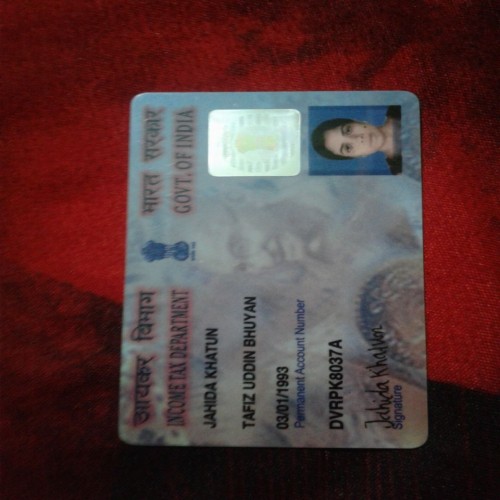 आयकर विभाग
INCOME TAX DEPARTMENT
भारत सरकार
GOVT. OF INDIA
JAHIDA KHATUN
TAFIZ UDDIN BHUYAN
03/01/1993
Permanent Account Number
DVRPK8037A
Jahida Khatun
Signature